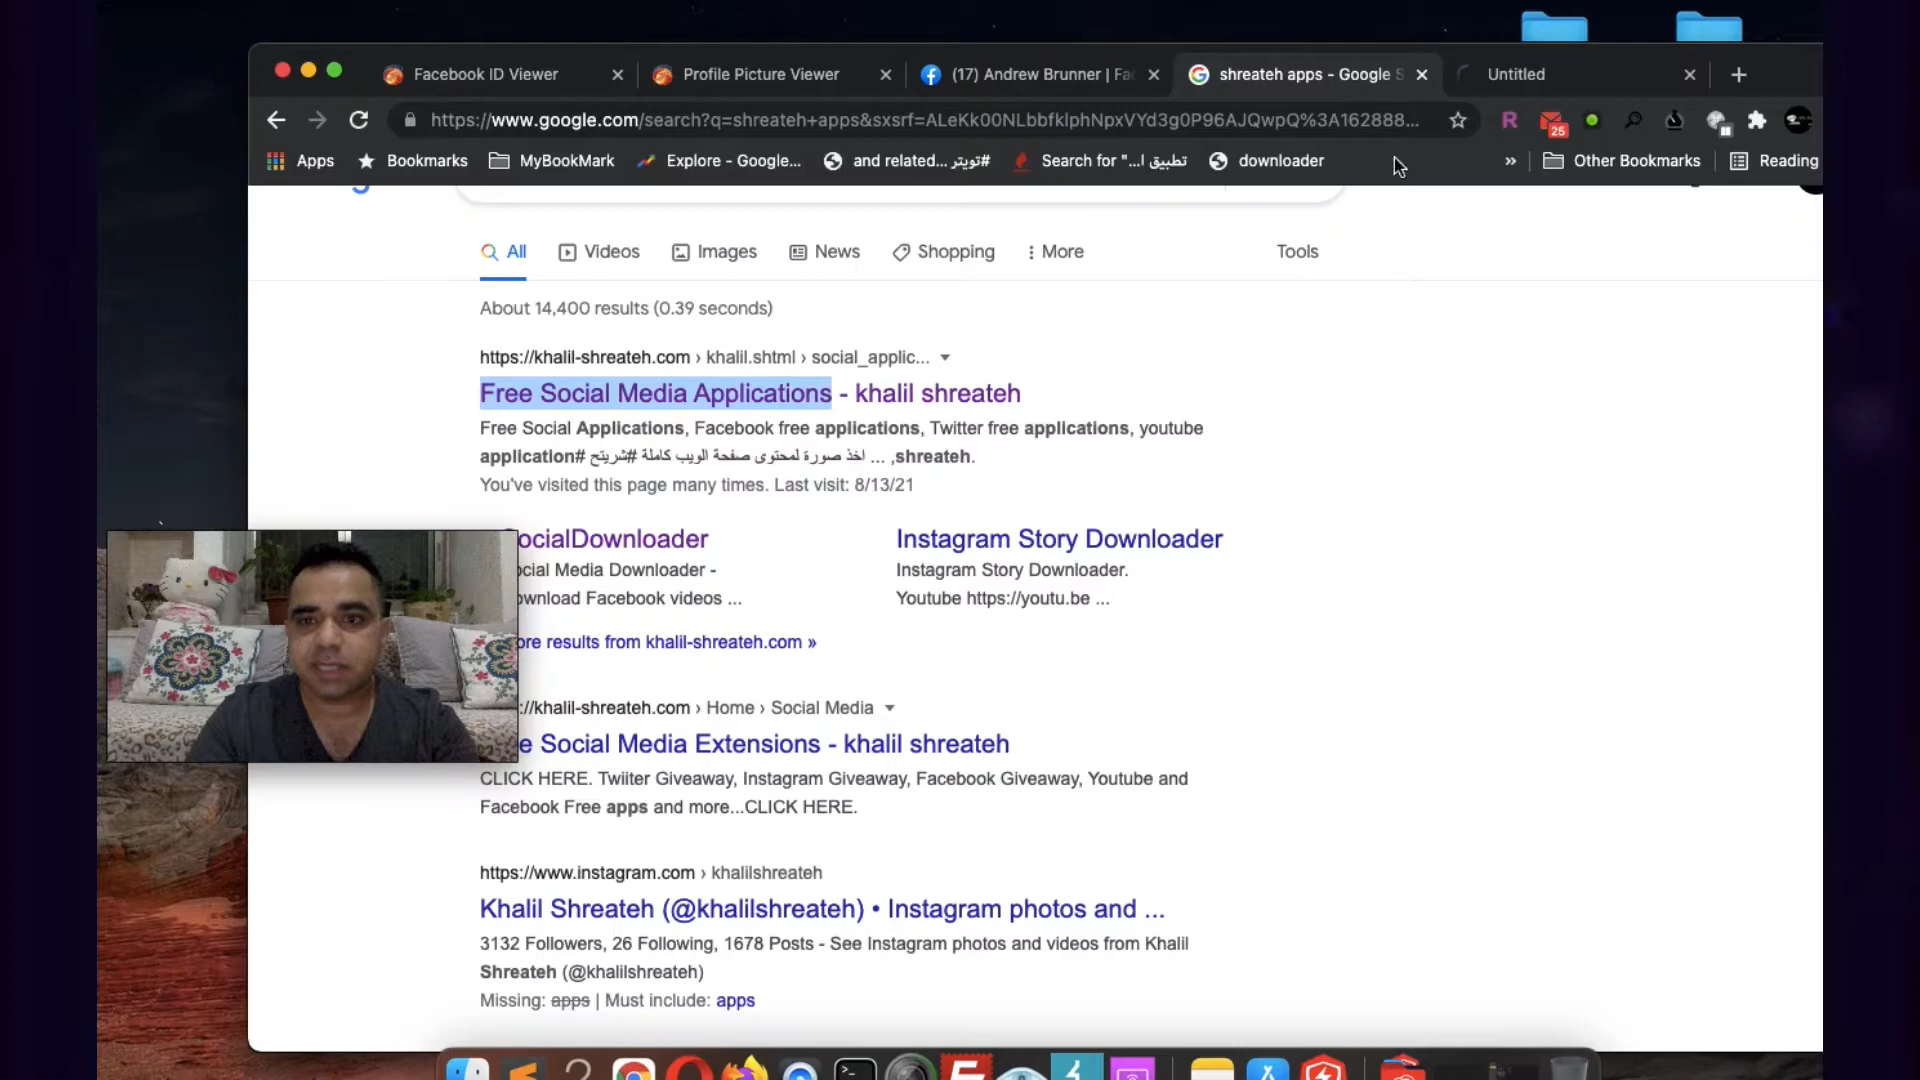 Facebook ID Viewer
Profile Picture Viewer
(17) Andrew Brunner | Fa
shreateh apps - Google S
Untitled
https://www.google.com/search?q=shreateh+apps&sxsrf=ALeKk00NLbbfklphNpxVYd3g0P96AJQwpQ%3A162888...
R
25
Apps
Bookmarks
MyBookMark
Explore - Google...
and related... تويتر#
Search for "...تطبيق ا
downloader
»
Other Bookmarks
Reading
All
Videos
Images
News
Shopping
More
Tools
About 14,400 results (0.39 seconds)
https://khalil-shreateh.com › khalil.shtml › social_applic...
Free Social Media Applications - khalil shreateh
Free Social Applications, Facebook free applications, Twitter free applications, youtube
application# اخذ صورة لمحتوى صفحة الويب كاملة #شريتح ... ,shreateh.
You've visited this page many times. Last visit: 8/13/21
ocialDownloader
cial Media Downloader -
ownload Facebook videos ...
Instagram Story Downloader
Instagram Story Downloader.
Youtube https://youtu.be ...
ore results from khalil-shreateh.com »
://khalil-shreateh.com › Home › Social Media
e Social Media Extensions - khalil shreateh
CLICK HERE. Twiiter Giveaway, Instagram Giveaway, Facebook Giveaway, Youtube and
Facebook Free apps and more...CLICK HERE.
https://www.instagram.com › khalilshreateh
Khalil Shreateh (@khalilshreateh) • Instagram photos and ...
3132 Followers, 26 Following, 1678 Posts - See Instagram photos and videos from Khalil
Shreateh (@khalilshreateh)
Missing: apps | Must include: apps